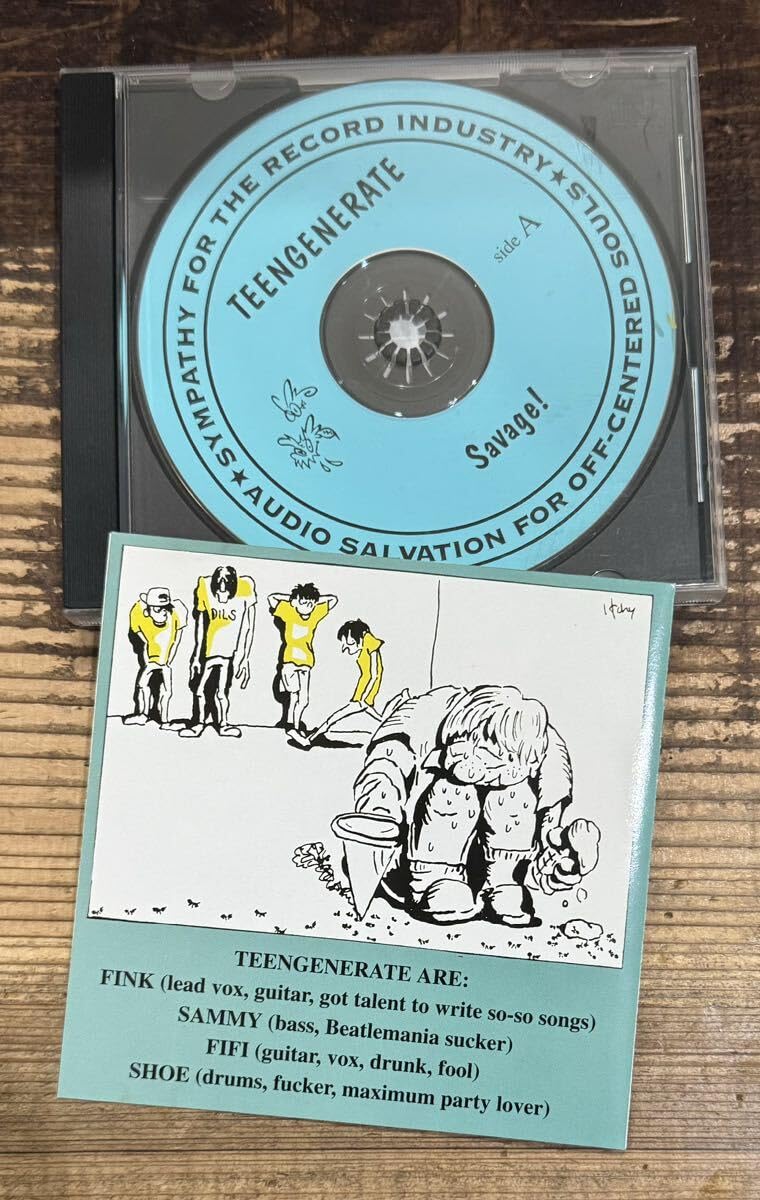 ★SYMPATHY FOR THE RECORD INDUSTRY★
TEENGENERATE
side A
Savage!
AUDIO SALVATION FOR OFF-CENTERED SOULS
DILS
TEENGENERATE ARE:
FINK (lead vox, guitar, got talent to write so-so songs)
SAMMY (bass, Beatlemania sucker)
FIFI (guitar, vox, drunk, fool)
SHOE (drums, fucker, maximum party lover)